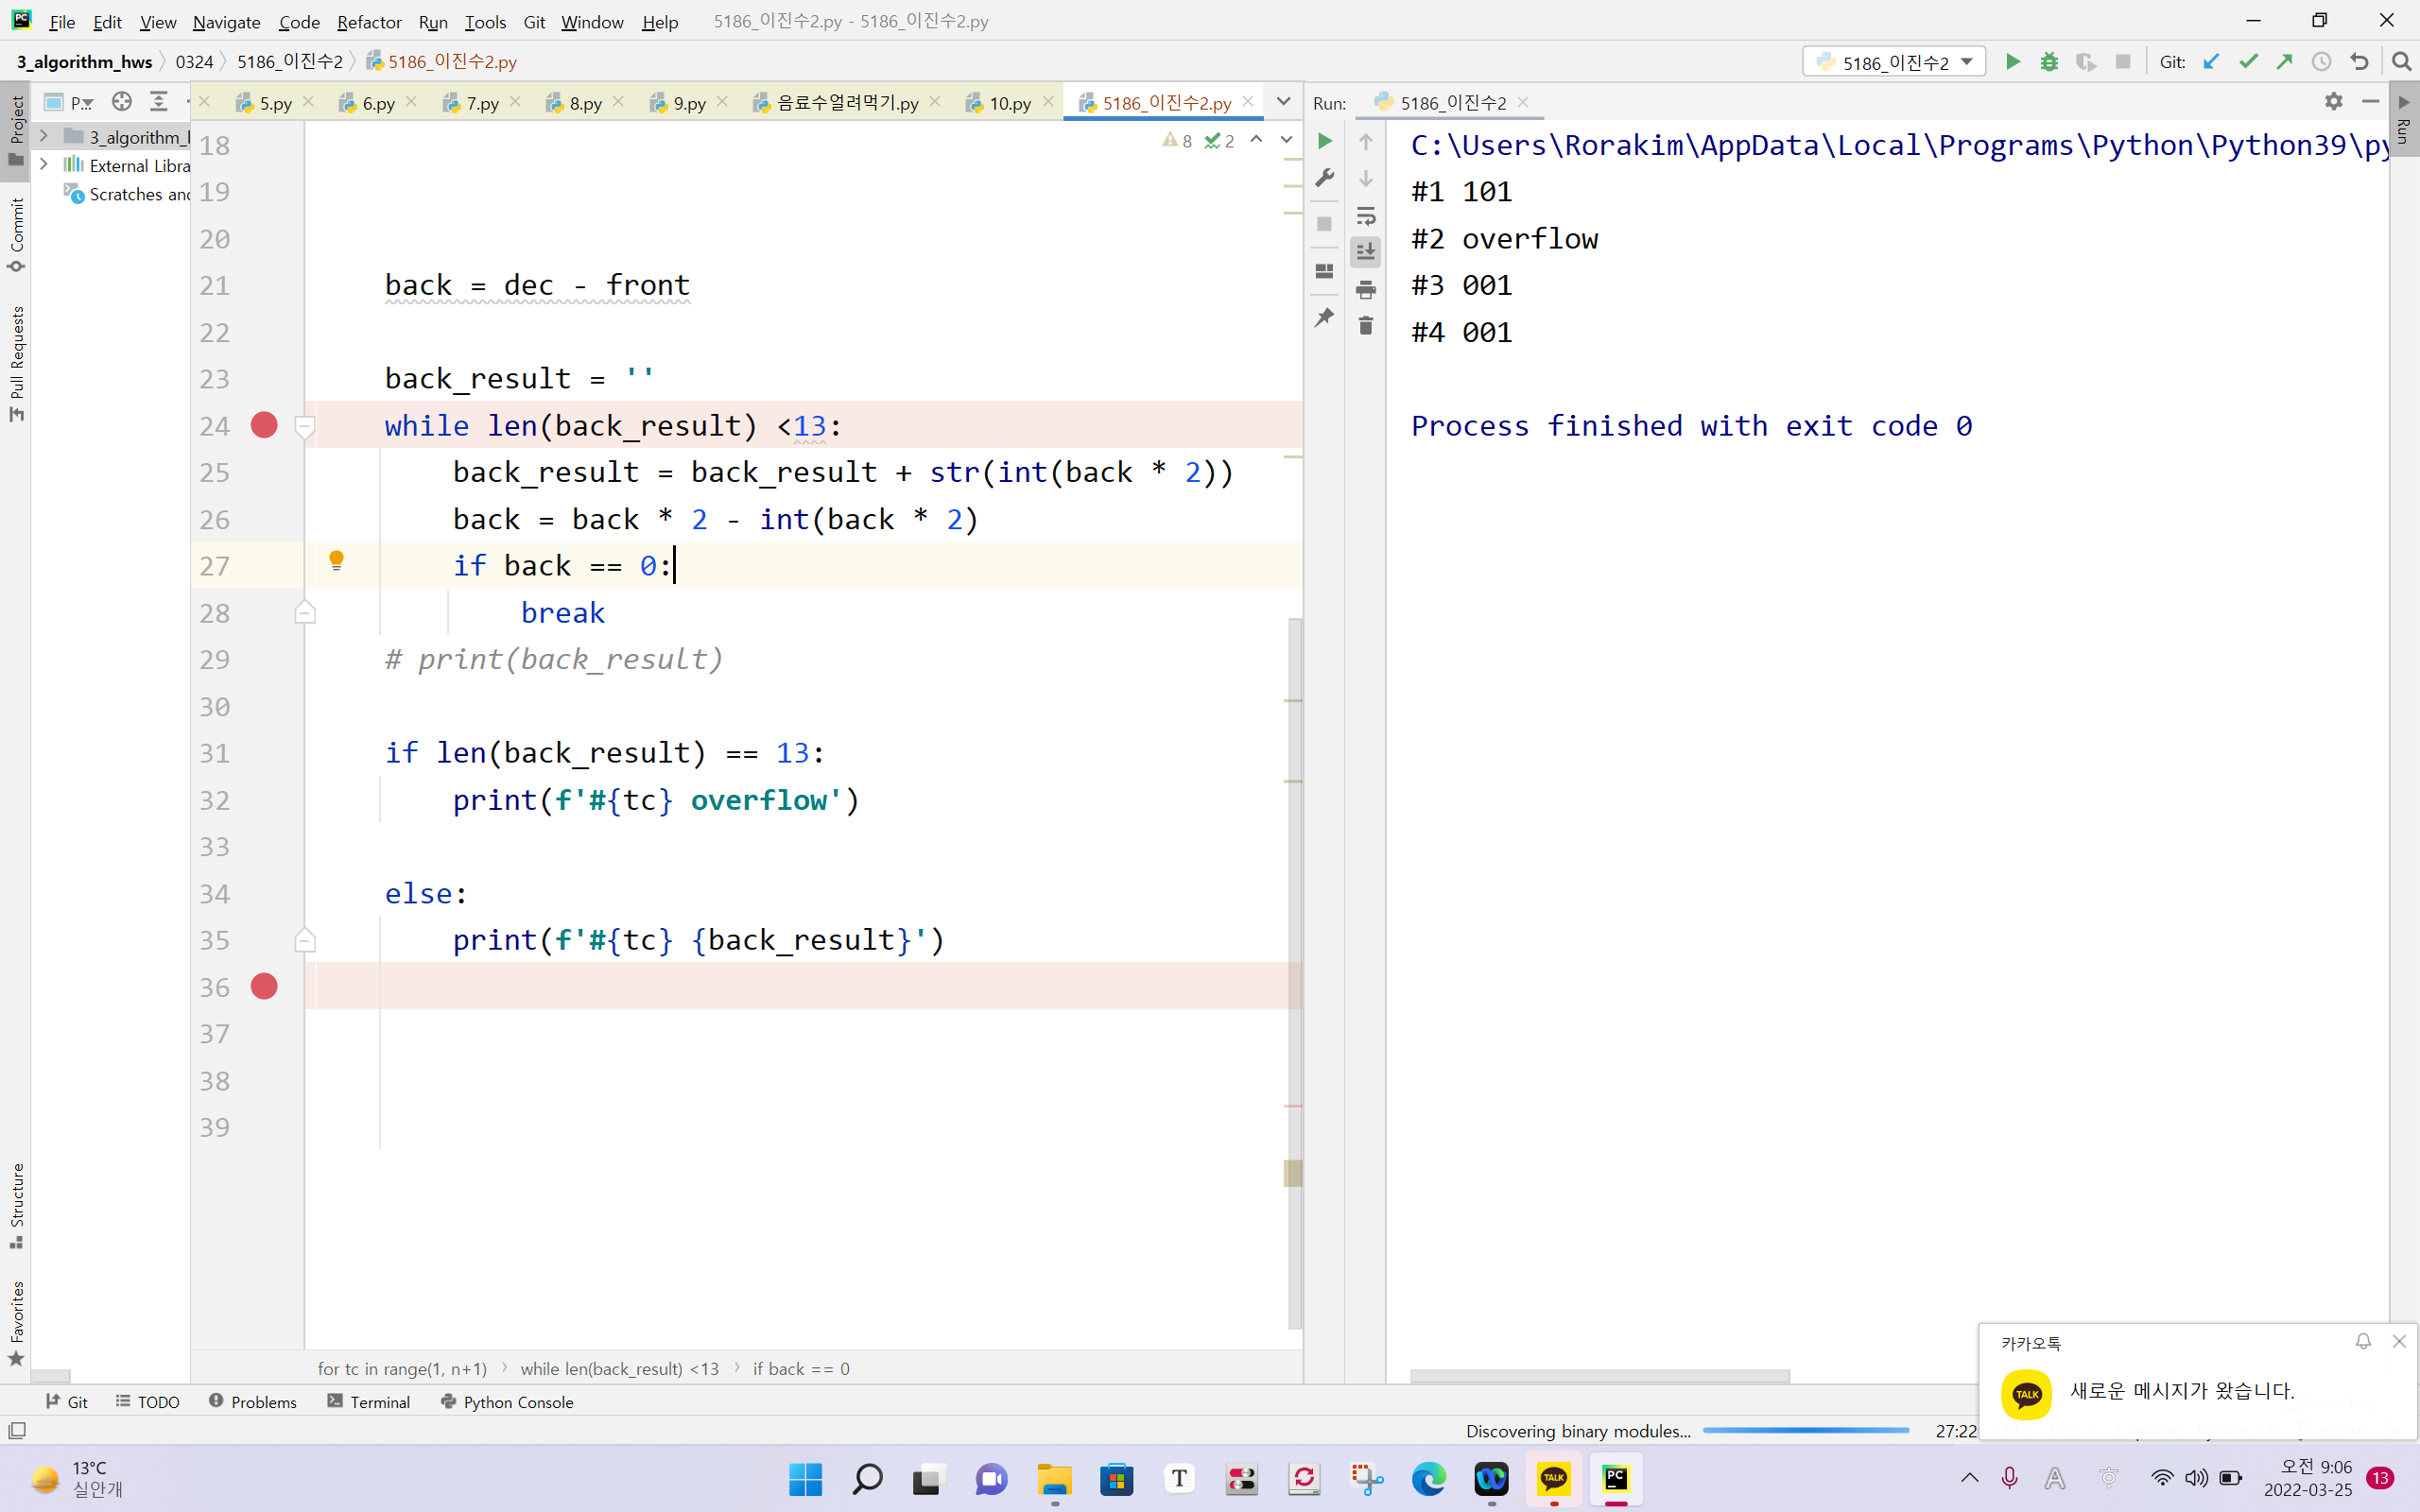 File Edit View Navigate Code Refactor Run Tools Git Window Help 5186_이진수2.py - 5186_이진수2.py
3_algorithm_hws 0324 5186_이진수2 5186_이진수2.py 5186_이진수2 Git:
Project
Commit
Pull Requests
Structure
Favorites
P...
3_algorithm_h
External Libra
Scratches and
5.py 6.py 7.py 8.py 9.py 음료수얼려먹기.py 10.py 5186_이진수2.py
8 2
18
19
20
21 back = dec - front
22
23 back_result = ''
24 while len(back_result) <13:
25 back_result = back_result + str(int(back * 2))
26 back = back * 2 - int(back * 2)
27 if back == 0:
28 break
29 # print(back_result)
30
31 if len(back_result) == 13:
32 print(f'#{tc} overflow')
33
34 else:
35 print(f'#{tc} {back_result}')
36
37
38
39
for tc in range(1, n+1) while len(back_result) <13 if back == 0
Run: 5186_이진수2
Run
C:\Users\Rorakim\AppData\Local\Programs\Python\Python39\py
#1 101
#2 overflow
#3 001
#4 001
Process finished with exit code 0
카카오톡
TALK
새로운 메시지가 왔습니다.
Git TODO Problems Terminal Python Console
Discovering binary modules... 27:22
13°C
실안개
T
TALK
PC
A
오전 9:06
2022-03-25
13